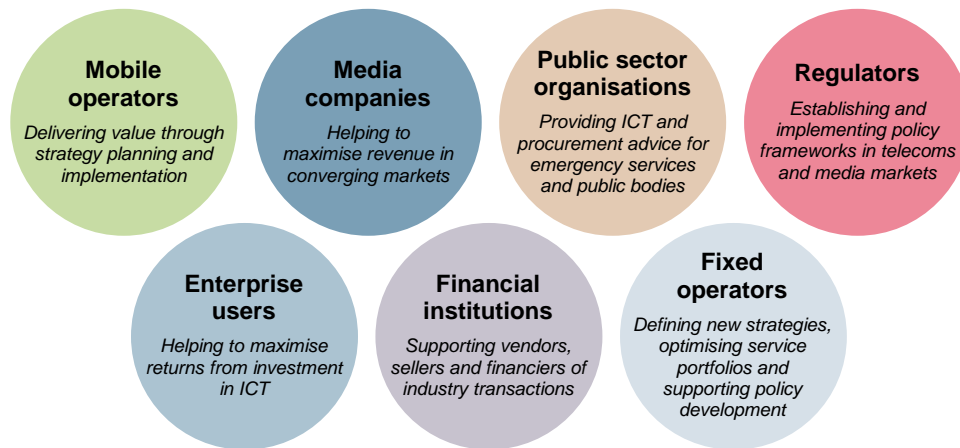 Mobile
operators
Delivering value through
strategy planning and
implementation
Media
companies
Helping to
maximise revenue in
converging markets
Public sector
organisations
Providing ICT and
procurement advice for
emergency services
and public bodies
Regulators
Establishing and
implementing policy
frameworks in telecoms
and media markets
Enterprise
users
Helping to maximise
returns from investment
in ICT
Financial
institutions
Supporting vendors,
sellers and financiers of
industry transactions
Fixed
operators
Defining new strategies,
optimising service
portfolios and
supporting policy
development